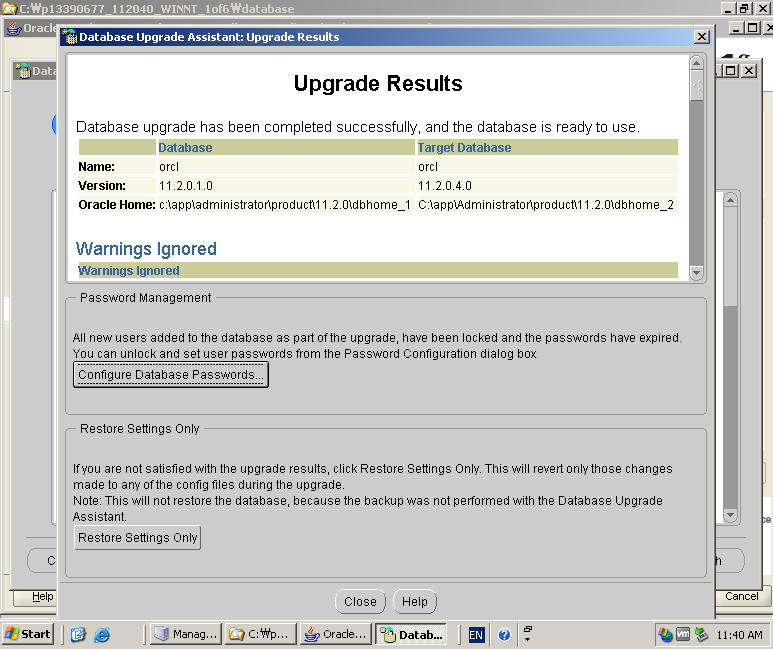 C:₩p13390677_112040_WINNT_1of6₩database
Oracle
Database Upgrade Assistant: Upgrade Results
Data
Upgrade Results
Database upgrade has been completed successfully, and the database is ready to use.
Database Target Database
Name: orcl orcl
Version: 11.2.0.1.0 11.2.0.4.0
Oracle Home: c:\app\administrator\product\11.2.0\dbhome_1 C:\app\Administrator\product\11.2.0\dbhome_2
Warnings Ignored
Warnings Ignored
Password Management
All new users added to the database as part of the upgrade, have been locked and the passwords have expired.
You can unlock and set user passwords from the Password Configuration dialog box.
Configure Database Passwords...
Restore Settings Only
If you are not satisfied with the upgrade results, click Restore Settings Only. This will revert only those changes
made to any of the config files during the upgrade.
Note: This will not restore the database, because the backup was not performed with the Database Upgrade
Assistant.
Restore Settings Only
Close Help
Help Cancel
Start Manag... C:₩p... Oracle... Datab... EN 11:40 AM